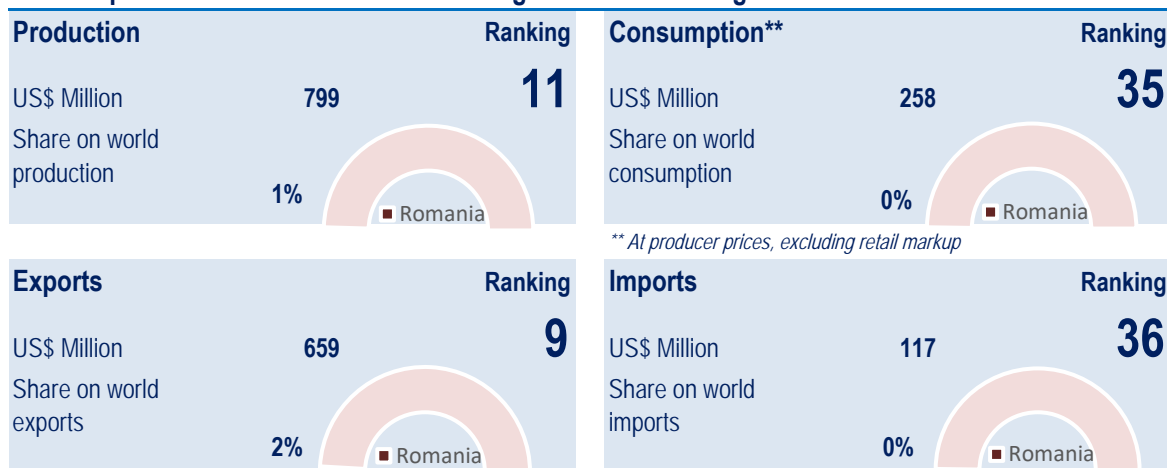 Production Ranking
US$ Million 799 11
Share on world
production
1%
Romania
Consumption** Ranking
US$ Million 258 35
Share on world
consumption
0%
Romania
** At producer prices, excluding retail markup
Exports Ranking
US$ Million 659 9
Share on world
exports
2%
Romania
Imports Ranking
US$ Million 117 36
Share on world
imports
0%
Romania